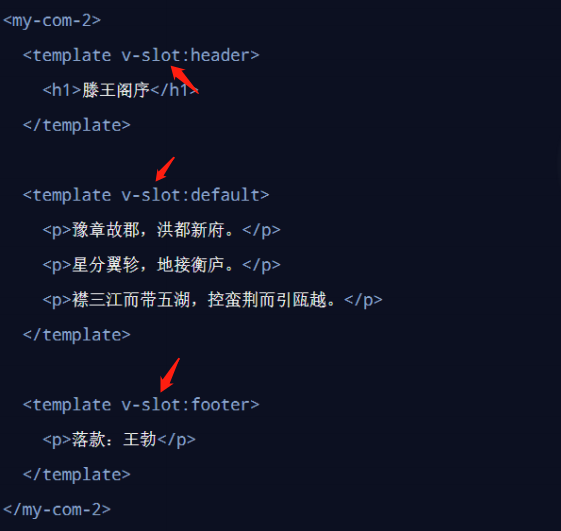 <my-com-2>
<template v-slot:header>
<h1>滕王阁序</h1>
</template>
<template v-slot:default>
<p>豫章故郡，洪都新府。</p>
<p>星分翼轸，地接衡庐。</p>
<p>襟三江而带五湖，控蛮荆而引瓯越。</p>
</template>
<template v-slot:footer>
<p>落款：王勃</p>
</template>
</my-com-2>